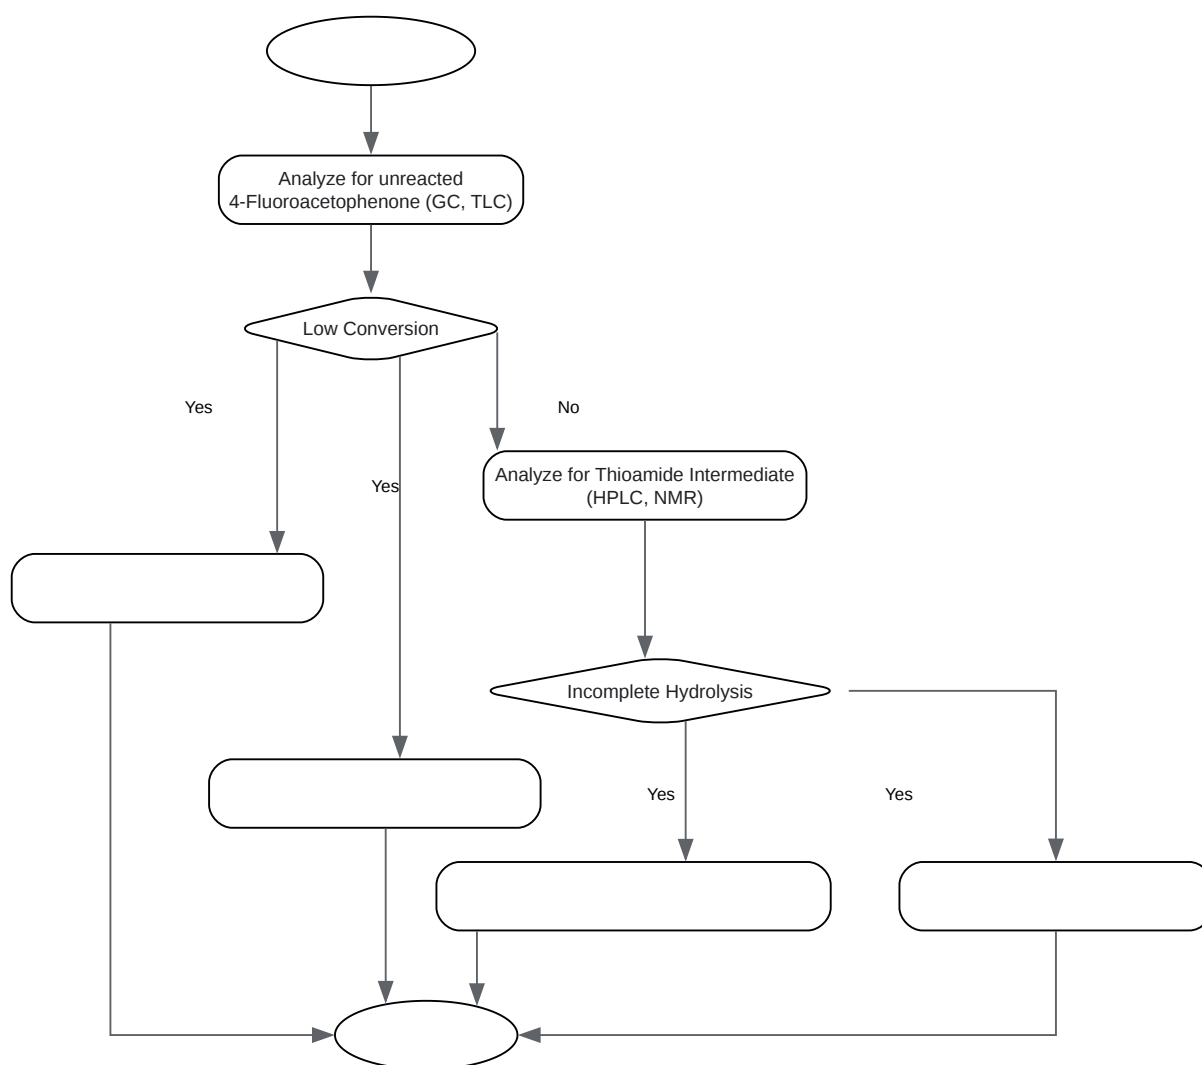 Analyze for unreacted
4-Fluoroacetophenone (GC, TLC)
Low Conversion
Yes
No
Analyze for Thioamide Intermediate
(HPLC, NMR)
Yes
Incomplete Hydrolysis
Yes
Yes